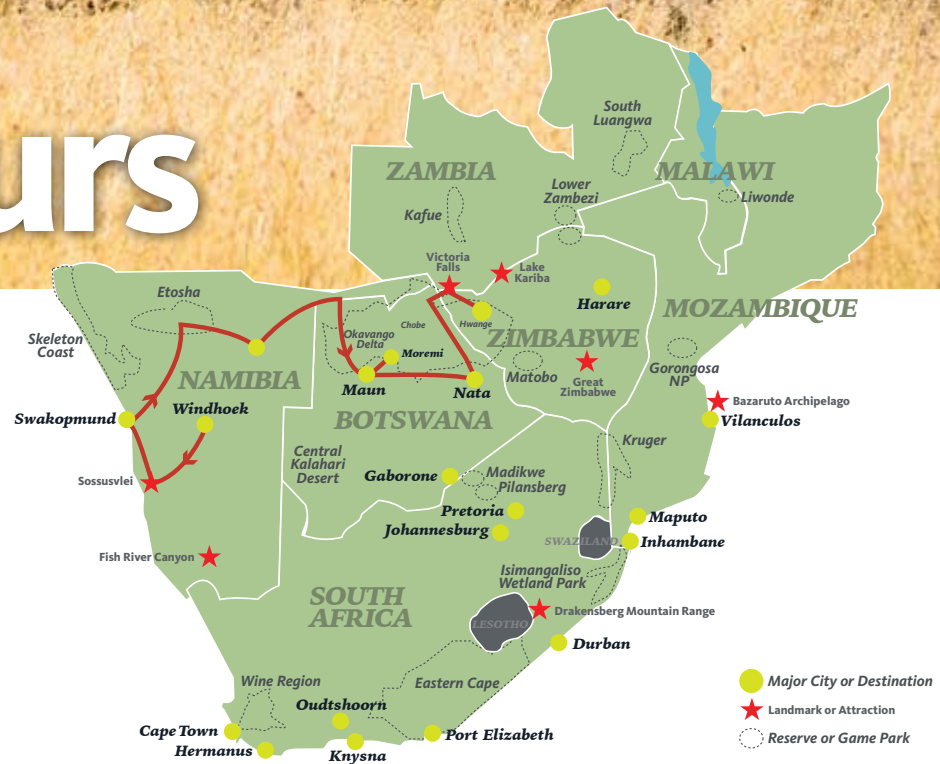 urs
South
Luangwa
ZAMBIA
MALAWI
Lower
Zambezi
Liwonde
Kafue
Victoria
Falls
Lake
Kariba
Etosha
Harare
MOZAMBIQUE
Skeleton
Coast
Okavango
Delta
Chobe
Hwange
Moremi
ZIMBABWE
Gorongosa
NP
NAMIBIA
Maun
Nata
Matobo
Great
Zimbabwe
Bazaruto Archipelago
Vilanculos
Swakopmund
Windhoek
BOTSWANA
Kruger
Central
Kalahari
Desert
Gaborone
Madikwe
Pilansberg
Sossusvlei
Pretoria
Johannesburg
Maputo
SWAZILAND
Inhambane
Fish River Canyon
Isimangaliso
Wetland Park
SOUTH
AFRICA
LESOTHO
Drakensberg Mountain Range
Durban
Wine Region
Eastern Cape
Oudtshoorn
Cape Town
Hermanus
Knysna
Port Elizabeth
Major City or Destination
Landmark or Attraction
Reserve or Game Park